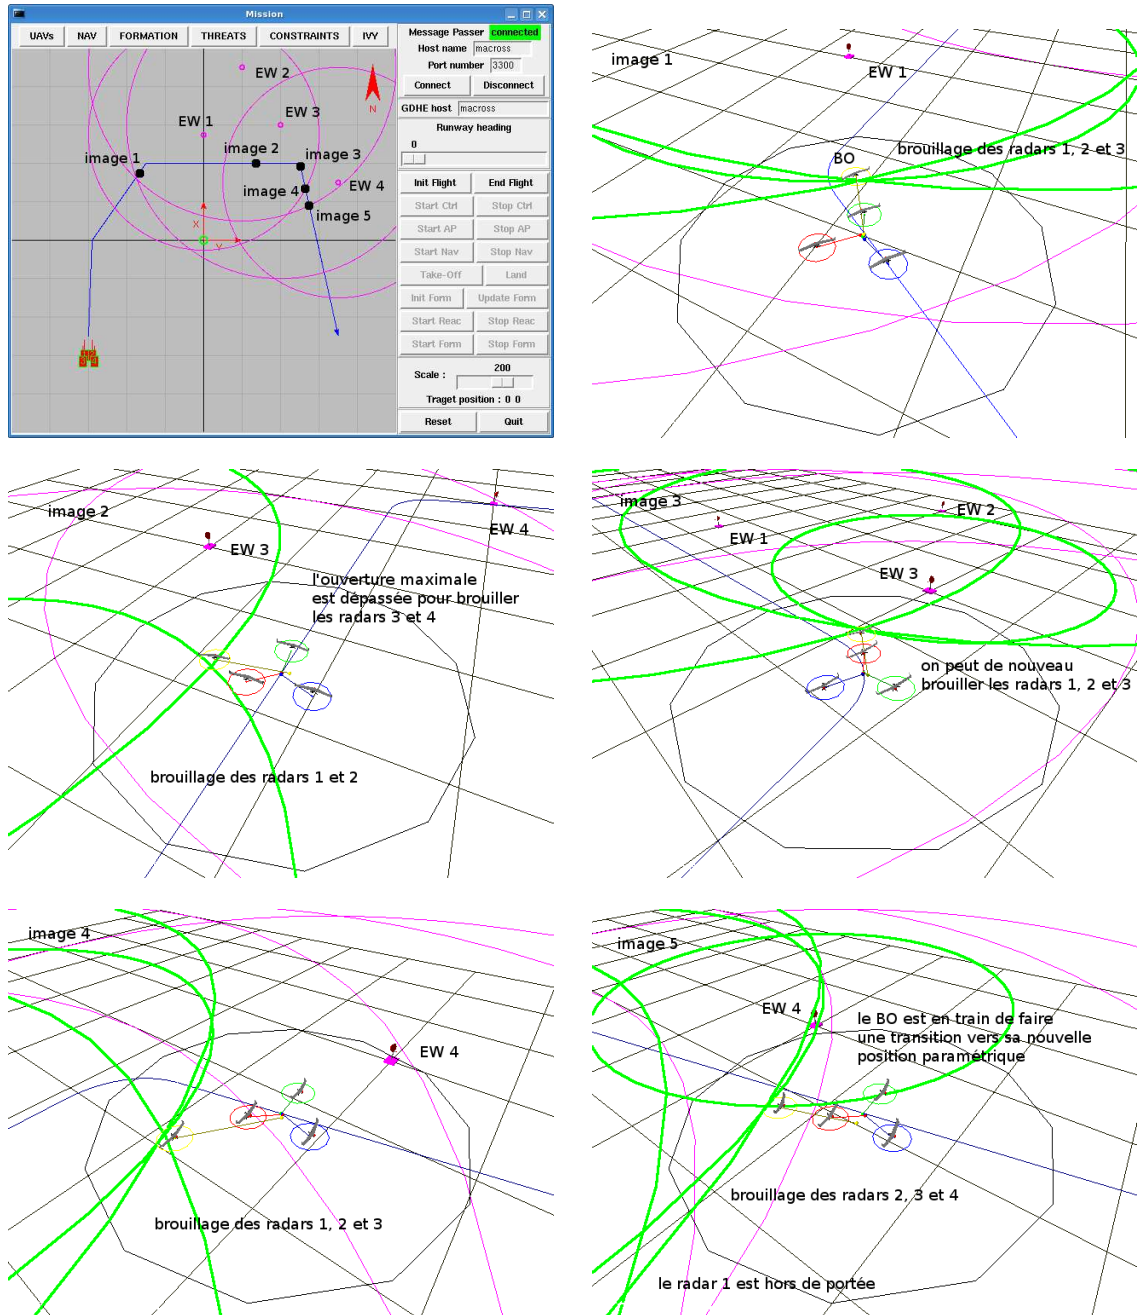 Mission
UAVs NAV FORMATION THREATS CONSTRAINTS IVY
Message Passer connected
Host name macross
Port number 3300
Connect Disconnect
GDHE host macross
Runway heading
0
Init Flight End Flight
Start Ctrl Stop Ctrl
Start AP Stop AP
Start Nav Stop Nav
Take-Off Land
Init Form Update Form
Start Reac Stop Reac
Start Form Stop Form
Scale : 200
Traget position : 0 0
Reset Quit
EW 2
EW 1
EW 3
image 1
image 2
image 3
image 4
EW 4
image 5
N
X
Y
image 1
EW 1
BO
brouillage des radars 1, 2 et 3
image 2
EW 3
EW 4
l'ouverture maximale
est dépassée pour brouiller
les radars 3 et 4
brouillage des radars 1 et 2
image 3
EW 1
EW 2
EW 3
on peut de nouveau
brouiller les radars 1, 2 et 3
image 4
EW 4
brouillage des radars 1, 2 et 3
image 5
EW 4
le BO est en train de faire
une transition vers sa nouvelle
position paramétrique
brouillage des radars 2, 3 et 4
le radar 1 est hors de portée